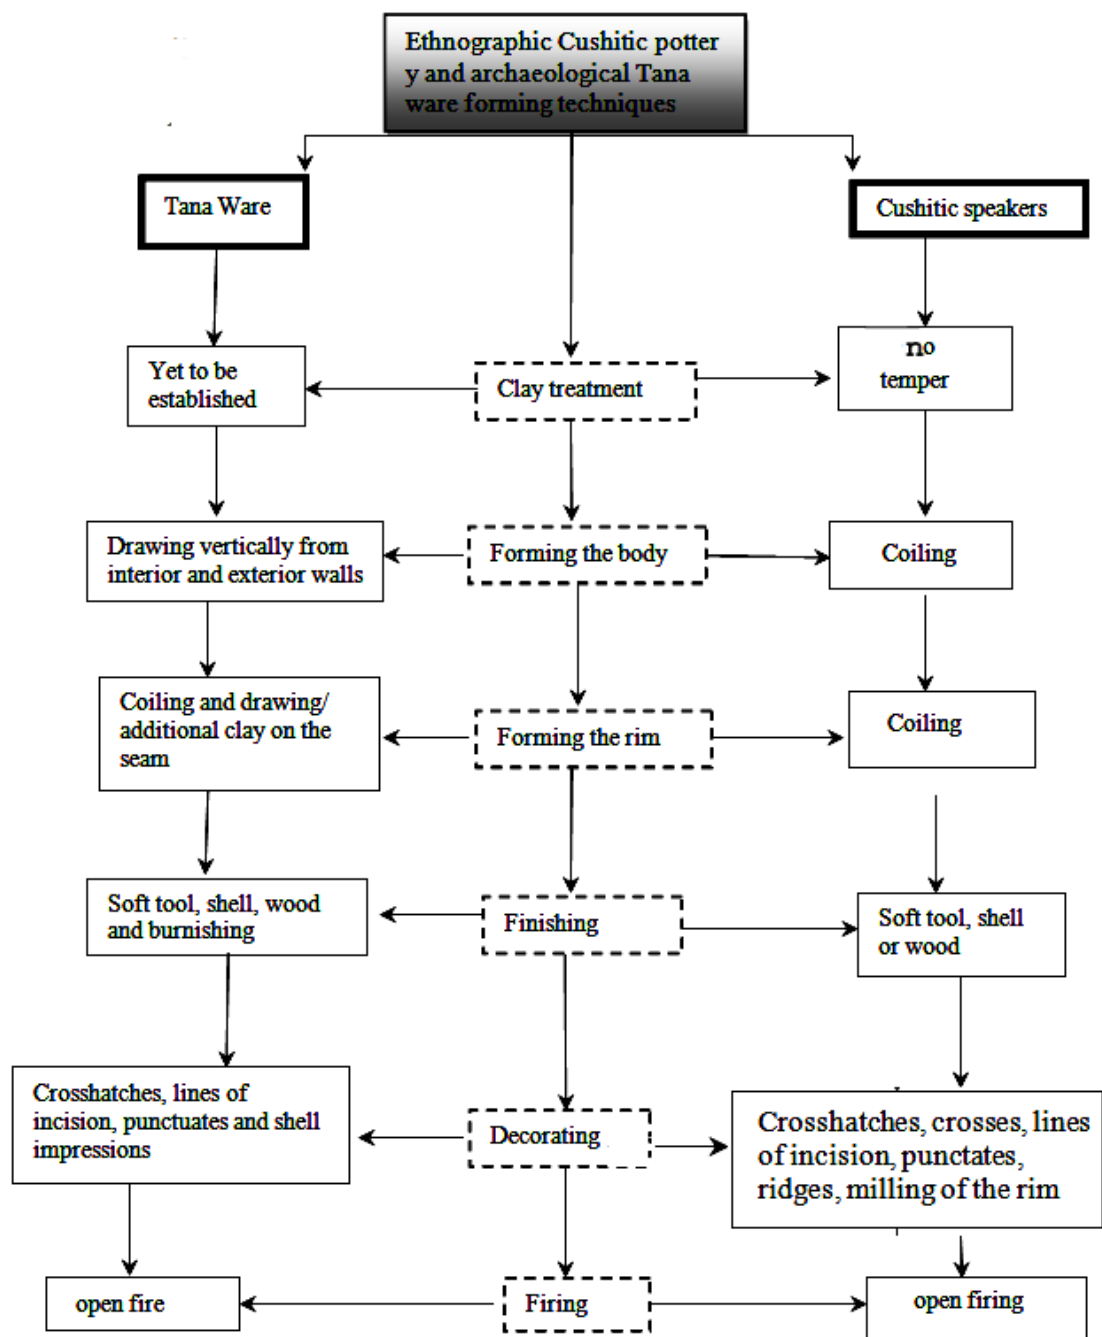 Ethnographic Cushitic potter
y and archaeological Tana
ware forming techniques
Tana Ware
Cushitic speakers
Yet to be
established
Clay treatment
no
temper
Drawing vertically from
interior and exterior walls
Forming the body
Coiling
Coiling and drawing/
additional clay on the
seam
Forming the rim
Coiling
Soft tool, shell, wood
and burnishing
Finishing
Soft tool, shell
or wood
Crosshatches, lines of
incision, punctuates and shell
impressions
Decorating
Crosshatches, crosses, lines
of incision, punctates,
ridges, milling of the rim
open fire
Firing
open firing